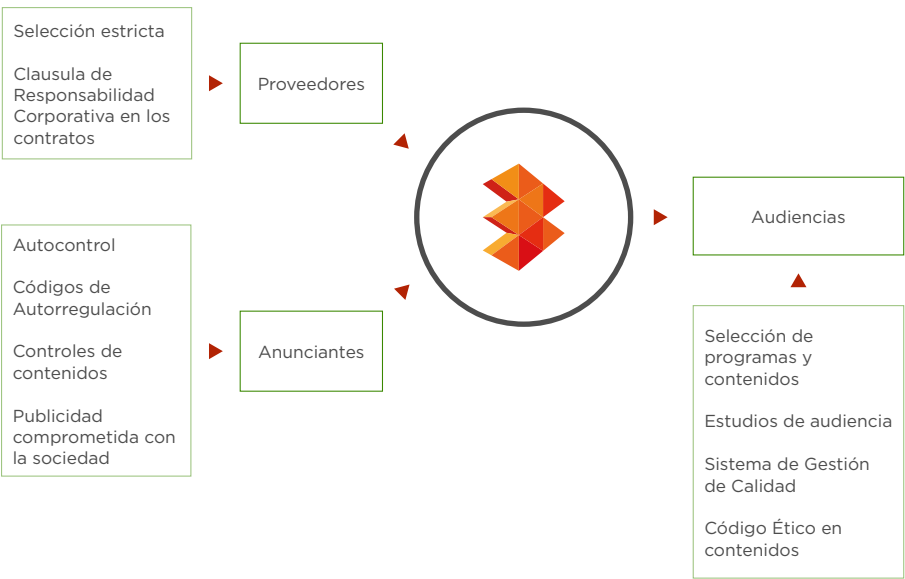 Selección estricta
Clausula de
Responsabilidad
Corporativa en los
contratos
Proveedores
Autocontrol
Códigos de
Autorregulación
Controles de
contenidos
Publicidad
comprometida con
la sociedad
Anunciantes
Audiencias
Selección de
programas y
contenidos
Estudios de audiencia
Sistema de Gestión
de Calidad
Código Ético en
contenidos